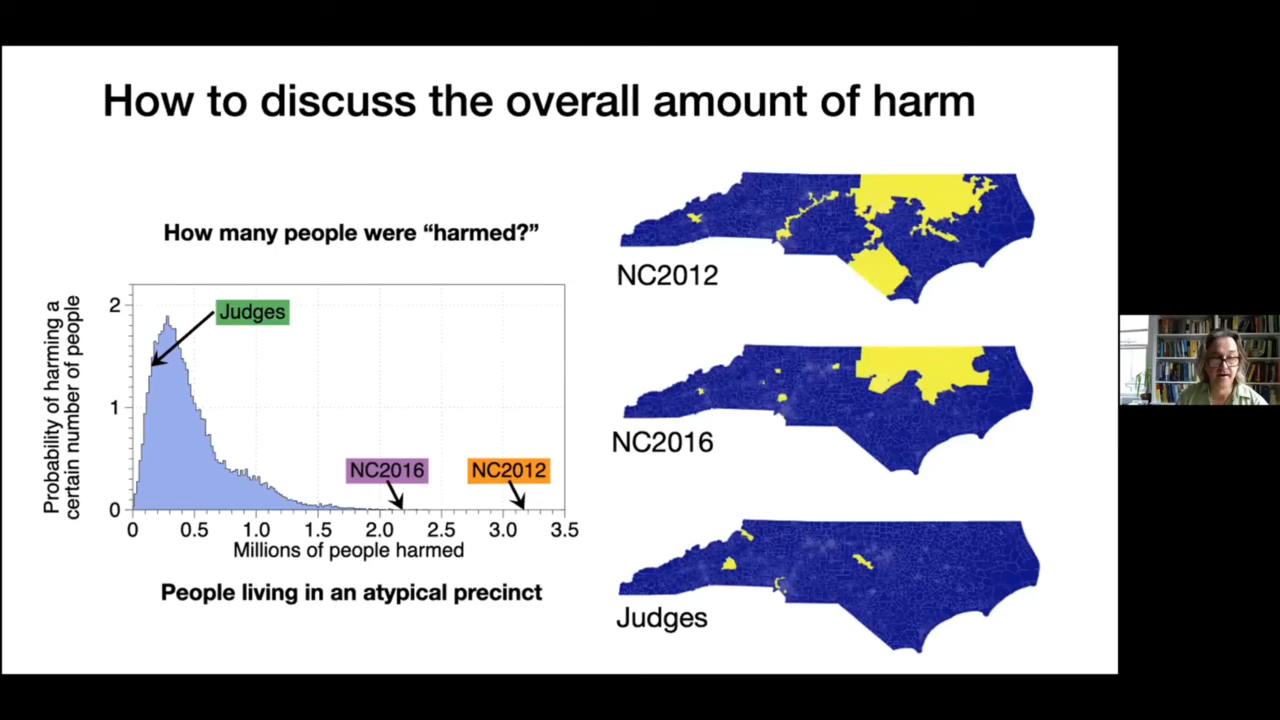 How to discuss the overall amount of harm
How many people were “harmed?”
Probability of harming a
certain number of people
2
1
0
Judges
NC2016
NC2012
0
0.5
1.0
1.5
2.0
2.5
3.0
3.5
Millions of people harmed
People living in an atypical precinct
NC2012
NC2016
Judges